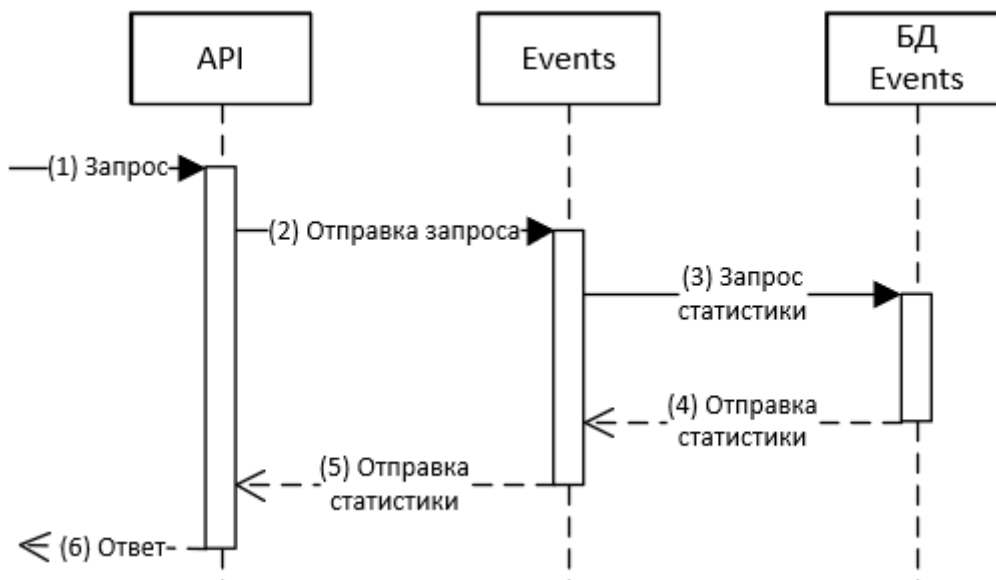 API
Events
БД
Events
(1) Запрос
(2) Отправка запроса
(3) Запрос
статистики
(4) Отправка
статистики
(5) Отправка
статистики
(6) Ответ